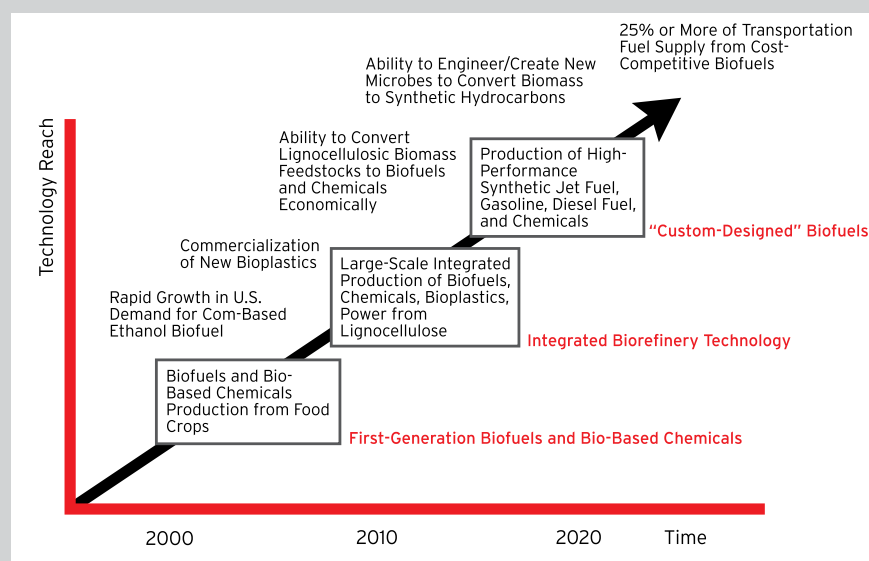 25% or More of Transportation
Fuel Supply from Cost-
Competitive Biofuels
Ability to Engineer/Create New
Microbes to Convert Biomass
to Synthetic Hydrocarbons
Ability to Convert
Lignocellulosic Biomass
Feedstocks to Biofuels
and Chemicals
Economically
Production of High-
Performance
Synthetic Jet Fuel,
Gasoline, Diesel Fuel,
and Chemicals
"Custom-Designed" Biofuels
Technology Reach
Commercialization
of New Bioplastics
Large-Scale Integrated
Production of Biofuels,
Chemicals, Bioplastics,
Power from
Lignocellulose
Integrated Biorefinery Technology
Rapid Growth in U.S.
Demand for Com-Based
Ethanol Biofuel
Biofuels and Bio-
Based Chemicals
Production from Food
Crops
First-Generation Biofuels and Bio-Based Chemicals
2000
2010
2020
Time